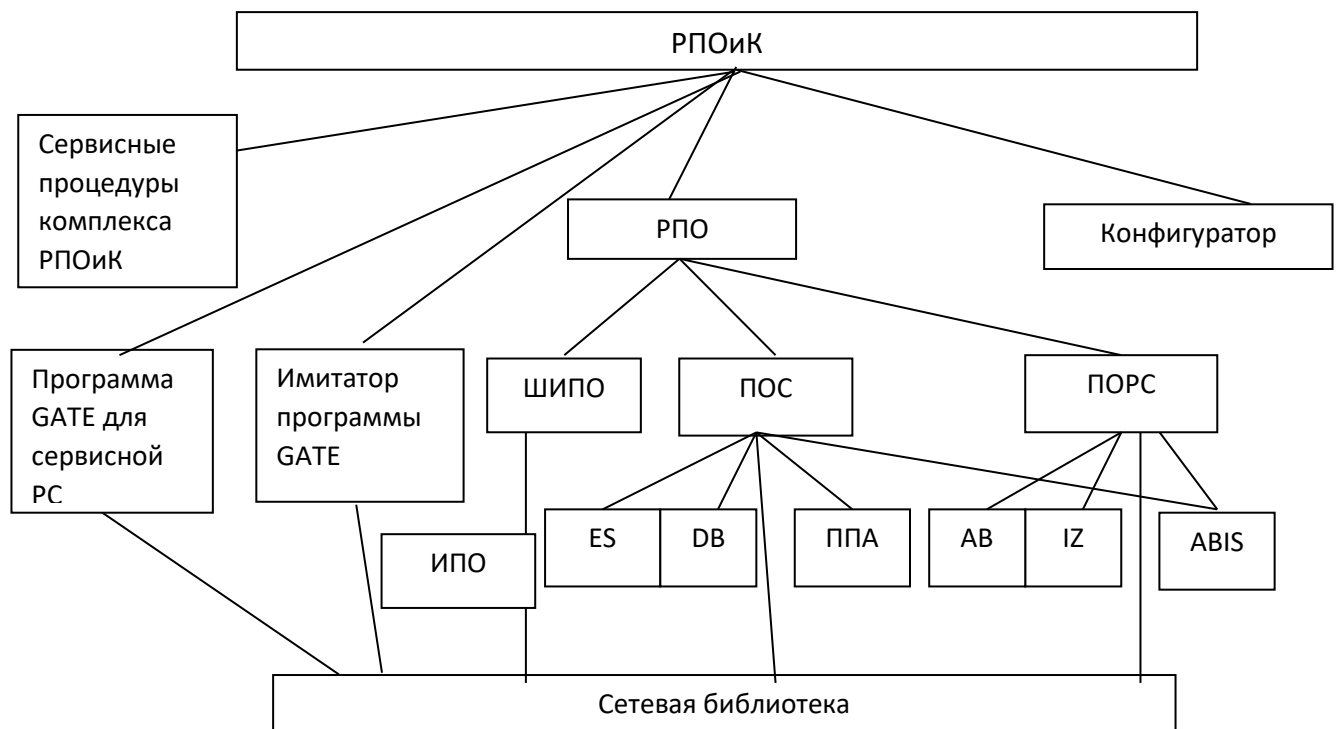 РПОиК
Сервисные
процедуры
комплекса
РПОиК
РПО
Конфигуратор
Программа
GATE для
сервисной
РС
Имитатор
программы
GATE
ШИПО
ПОС
ПОРС
ИПО
ES
DB
ППА
AB
IZ
ABIS
Сетевая библиотека